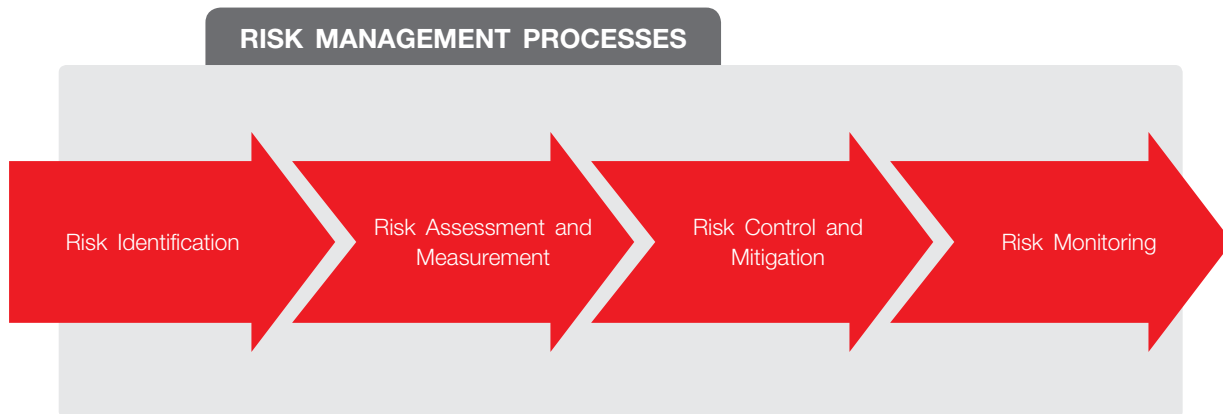 RISK MANAGEMENT PROCESSES
Risk Identification
Risk Assessment and
Measurement
Risk Control and
Mitigation
Risk Monitoring